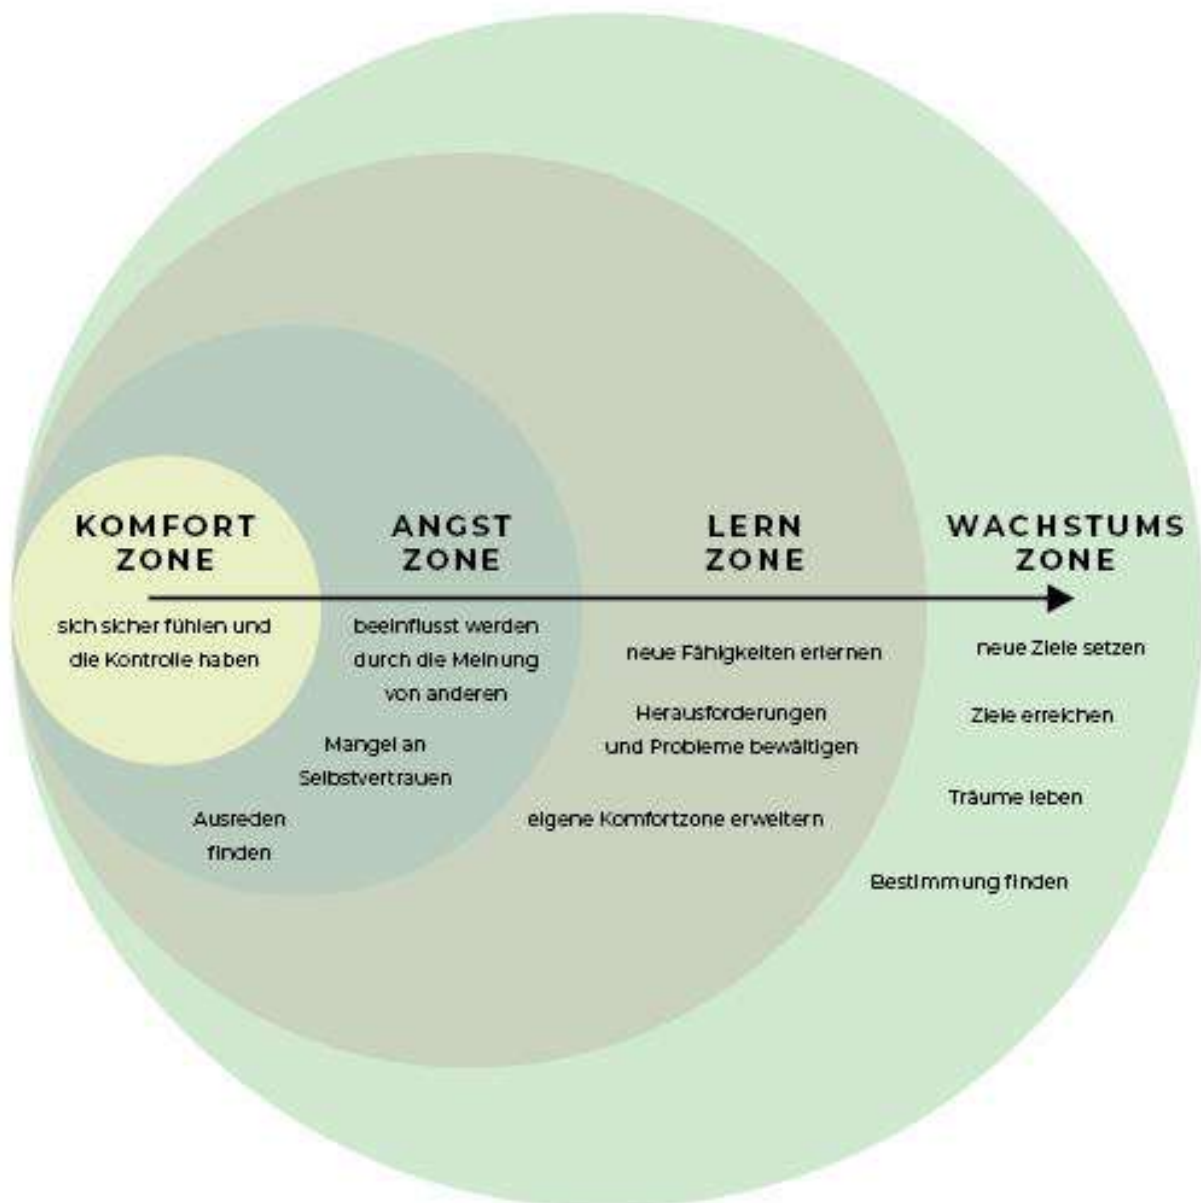 KOMFORT
ZONE
sich sicher fühlen und
die Kontrolle haben
ANGST
ZONE
beeinflusst werden
durch die Meinung
von anderen
Mangel an
Selbstvertrauen
Ausreden
finden
LERN
ZONE
neue Fähigkeiten erlernen
Herausforderungen
und Probleme bewältigen
eigene Komfortzone erweitern
WACHSTUMS
ZONE
neue Ziele setzen
Ziele erreichen
Träume leben
Bestimmung finden